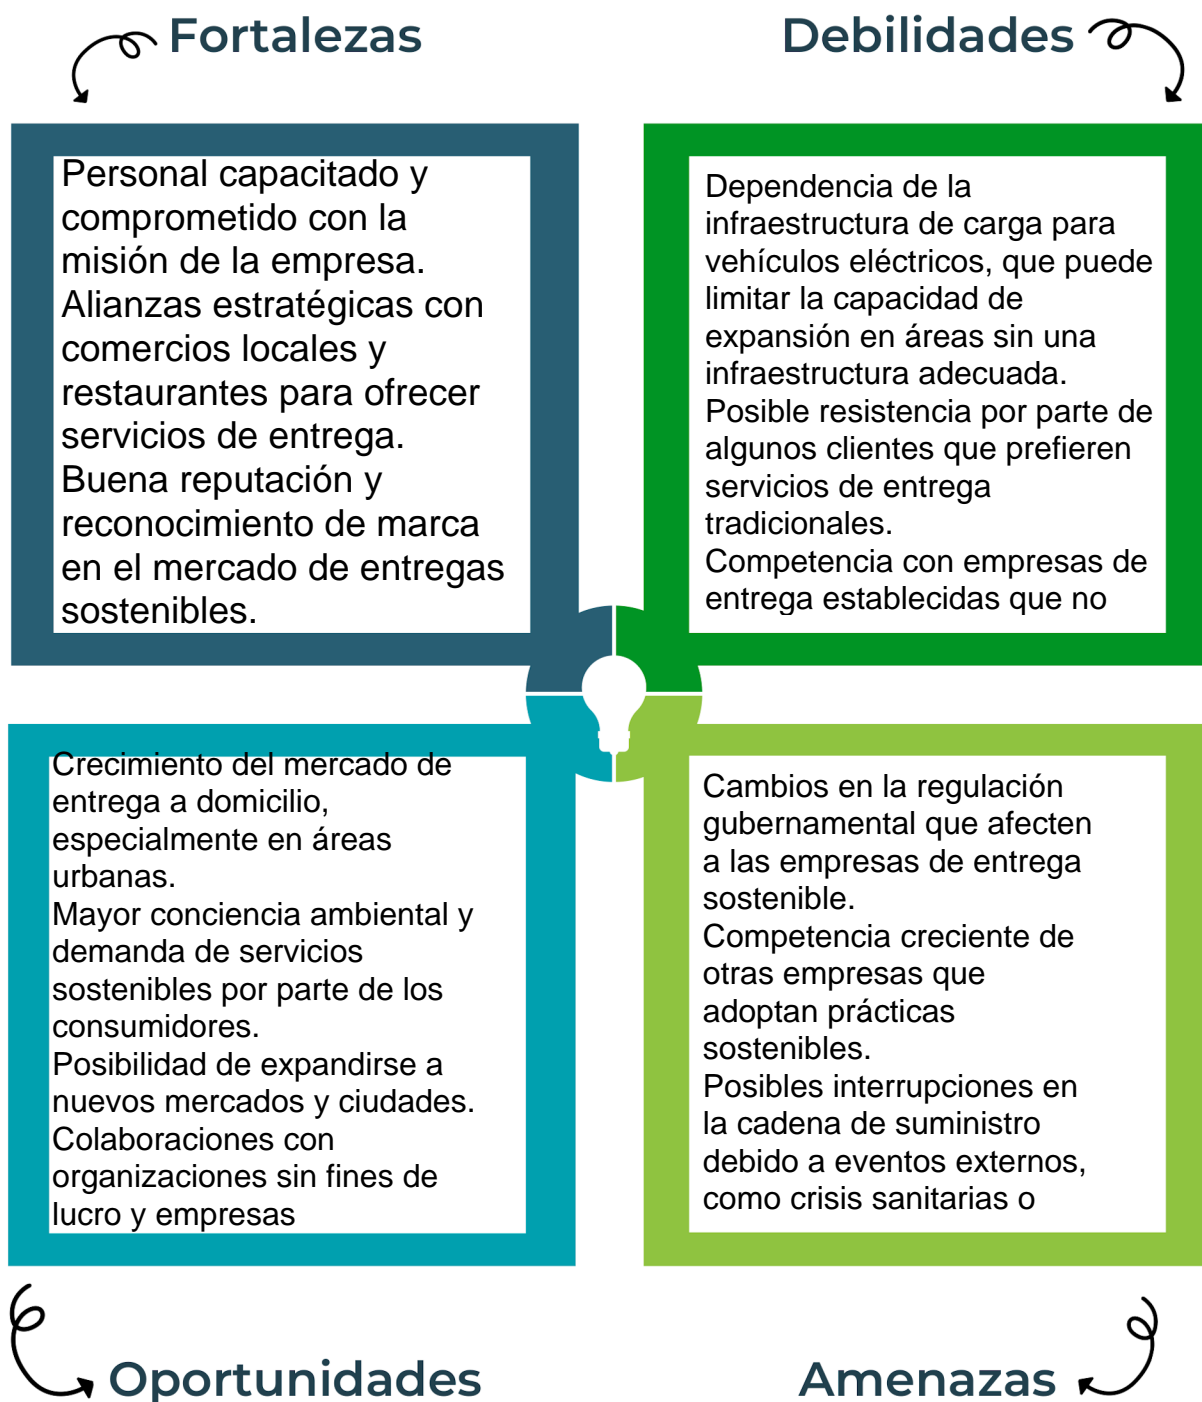 Fortalezas
Personal capacitado y
comprometido con la
misión de la empresa.
Alianzas estratégicas con
comercios locales y
restaurantes para ofrecer
servicios de entrega.
Buena reputación y
reconocimiento de marca
en el mercado de entregas
sostenibles.
Debilidades
Dependencia de la
infraestructura de carga para
vehículos eléctricos, que puede
limitar la capacidad de
expansión en áreas sin una
infraestructura adecuada.
Posible resistencia por parte de
algunos clientes que prefieren
servicios de entrega
tradicionales.
Competencia con empresas de
entrega establecidas que no
Crecimiento del mercado de
entrega a domicilio,
especialmente en áreas
urbanas.
Mayor conciencia ambiental y
demanda de servicios
sostenibles por parte de los
consumidores.
Posibilidad de expandirse a
nuevos mercados y ciudades.
Colaboraciones con
organizaciones sin fines de
lucro y empresas
Oportunidades
Cambios en la regulación
gubernamental que afecten
a las empresas de entrega
sostenible.
Competencia creciente de
otras empresas que
adoptan prácticas
sostenibles.
Posibles interrupciones en
la cadena de suministro
debido a eventos externos,
como crisis sanitarias o
Amenazas